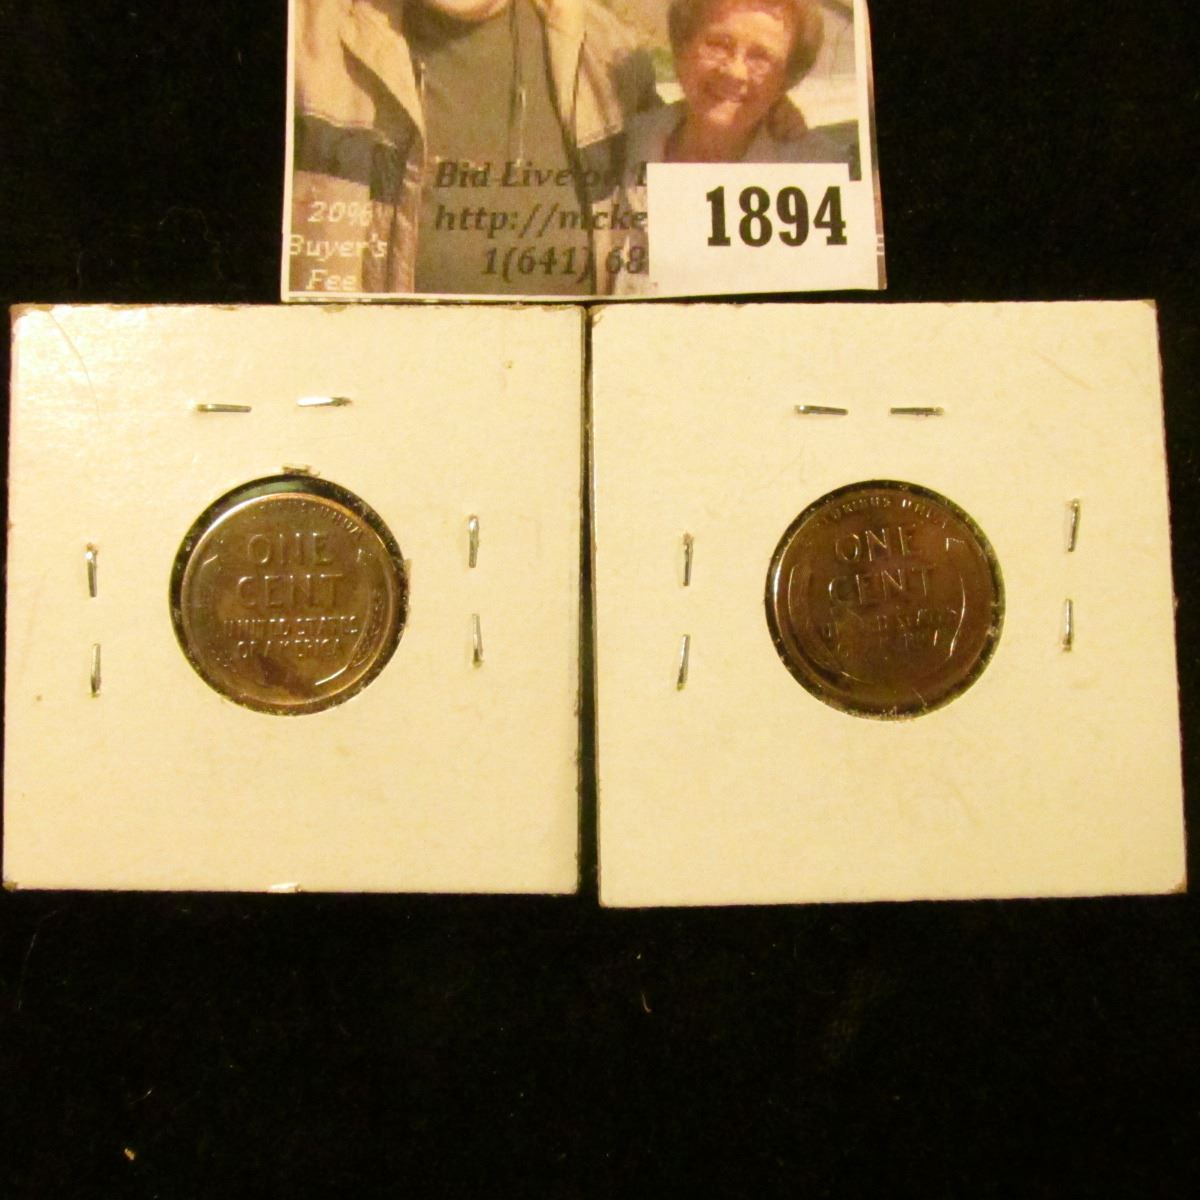 Bid Live on
20%
Buyer's
Fee
http://mcke
1(641) 68
1894
ONE
CENT
UNITED STATES
OF AMERICA
ONE
CENT